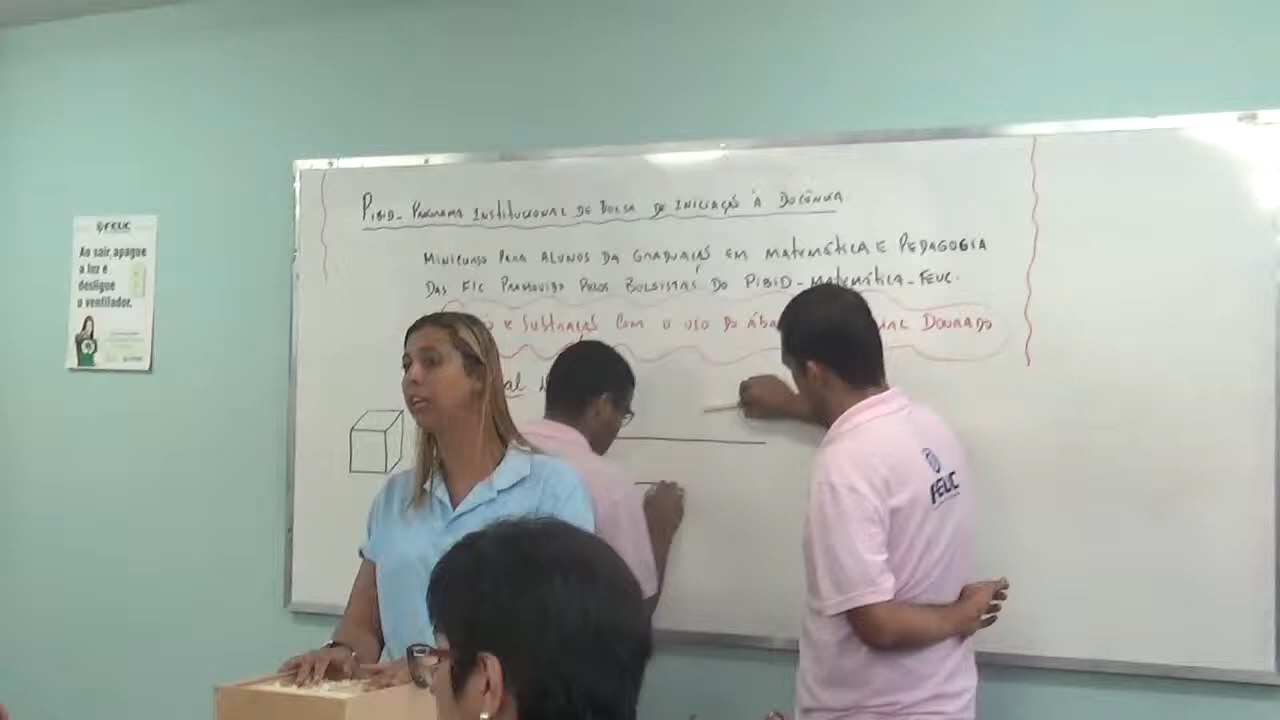 FEUC
Ao sair, apague
a luz e
desligue
o ventilador.
PIBID - PROGRAMA INSTITUCIONAL DE BOLSA DE INICIAÇÃO À DOCÊNCIA
MINICURSO PARA ALUNOS DA GRADUAÇÃO EM MATEMÁTICA E PEDAGOGIA
DAS FIC PROMOVIDO PELOS BOLSISTAS DO PIBID - MATEMÁTICA - FEUC.
E SUBTRAÇÃO COM O USO DO DOURADO
FEUC